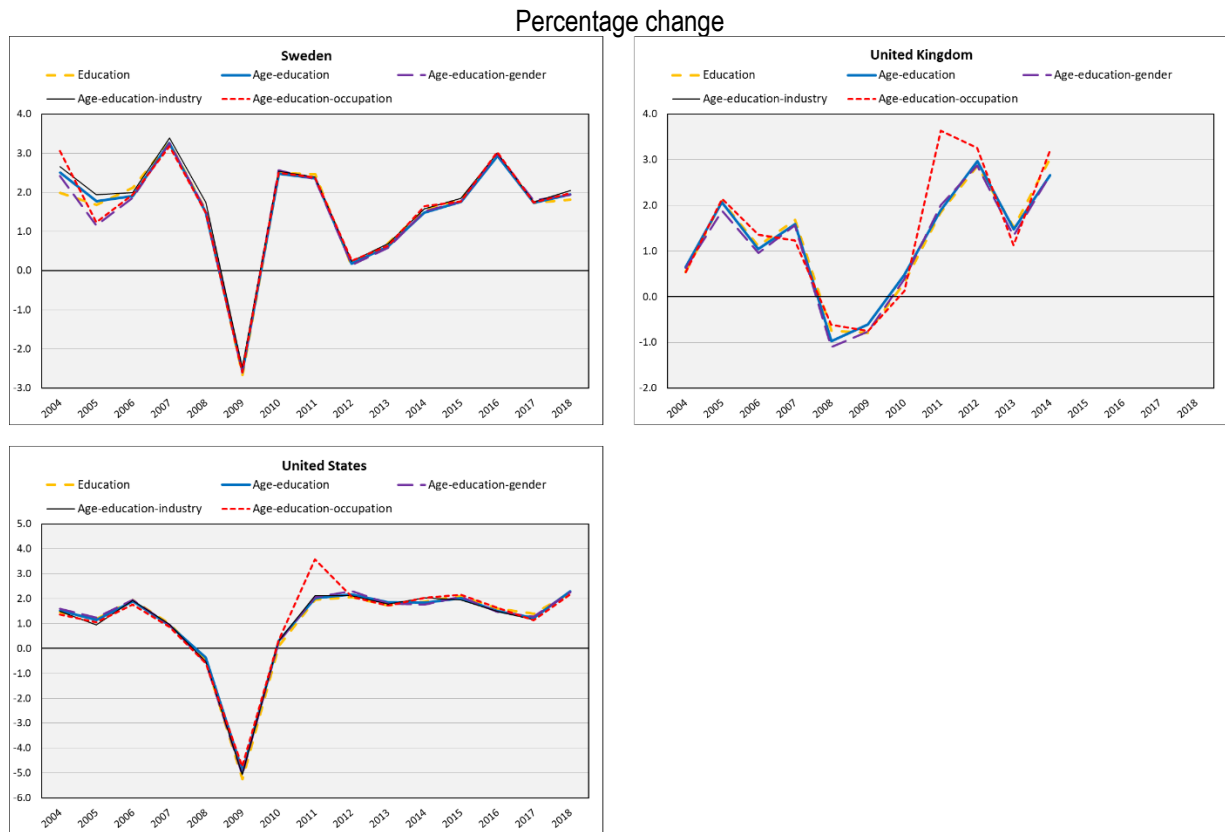 Percentage change
Sweden
Education Age-education Age-education-gender
Age-education-industry Age-education-occupation
4.0
3.0
2.0
1.0
0.0
-1.0
-2.0
-3.0
2004 2005 2006 2007 2008 2009 2010 2011 2012 2013 2014 2015 2016 2017 2018
United Kingdom
Education Age-education Age-education-gender
Age-education-industry Age-education-occupation
4.0
3.0
2.0
1.0
0.0
-1.0
-2.0
2004 2005 2006 2007 2008 2009 2010 2011 2012 2013 2014 2015 2016 2017 2018
United States
Education Age-education Age-education-gender
Age-education-industry Age-education-occupation
5.0
4.0
3.0
2.0
1.0
0.0
-1.0
-2.0
-3.0
-4.0
-5.0
-6.0
2004 2005 2006 2007 2008 2009 2010 2011 2012 2013 2014 2015 2016 2017 2018